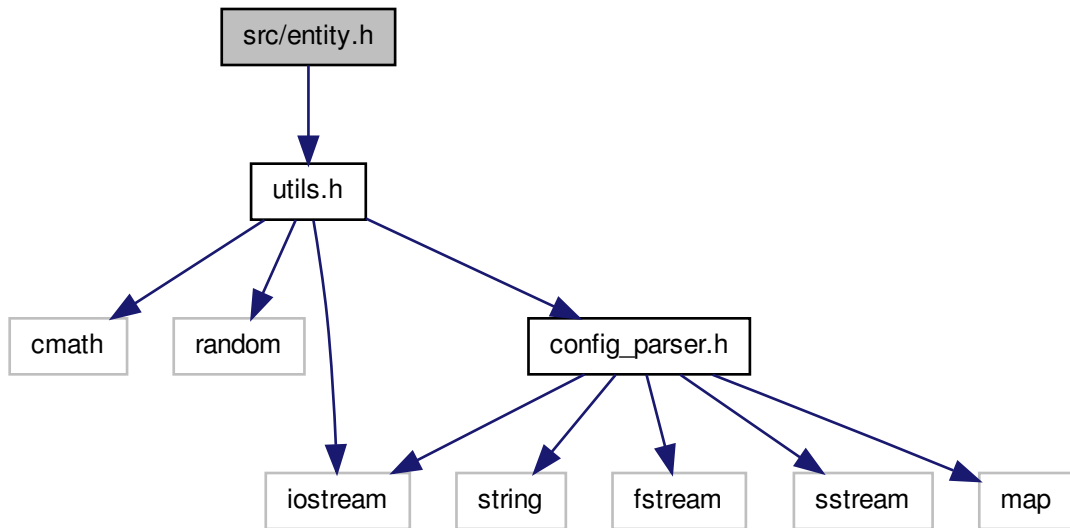 src/entity.h
utils.h
cmath
random
config_parser.h
iostream
string
fstream
sstream
map